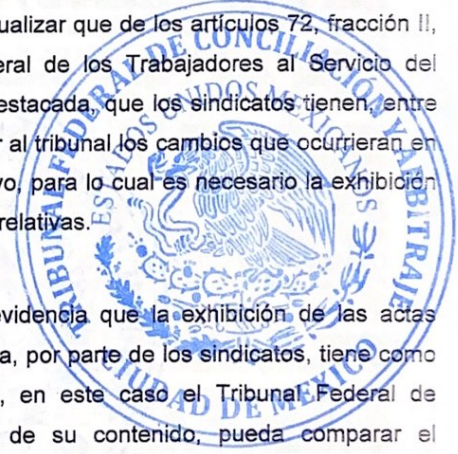 ualizar que de los artículos 72, fracción II,
eral de los Trabajadores al Servicio del
estacada, que los sindicatos tienen, entre
r al tribunal los cambios que ocurrieran en
vo, para lo cual es necesario la exhibición
relativas.
evidencia que la exhibición de las actas
a, por parte de los sindicatos, tiene como
, en este caso el Tribunal Federal de
de su contenido, pueda comparar el
TRIBUNAL FEDERAL DE CONCILIACIÓN Y ARBITRAJE
ESTADOS UNIDOS MEXICANOS
CIUDAD DE MEXICO